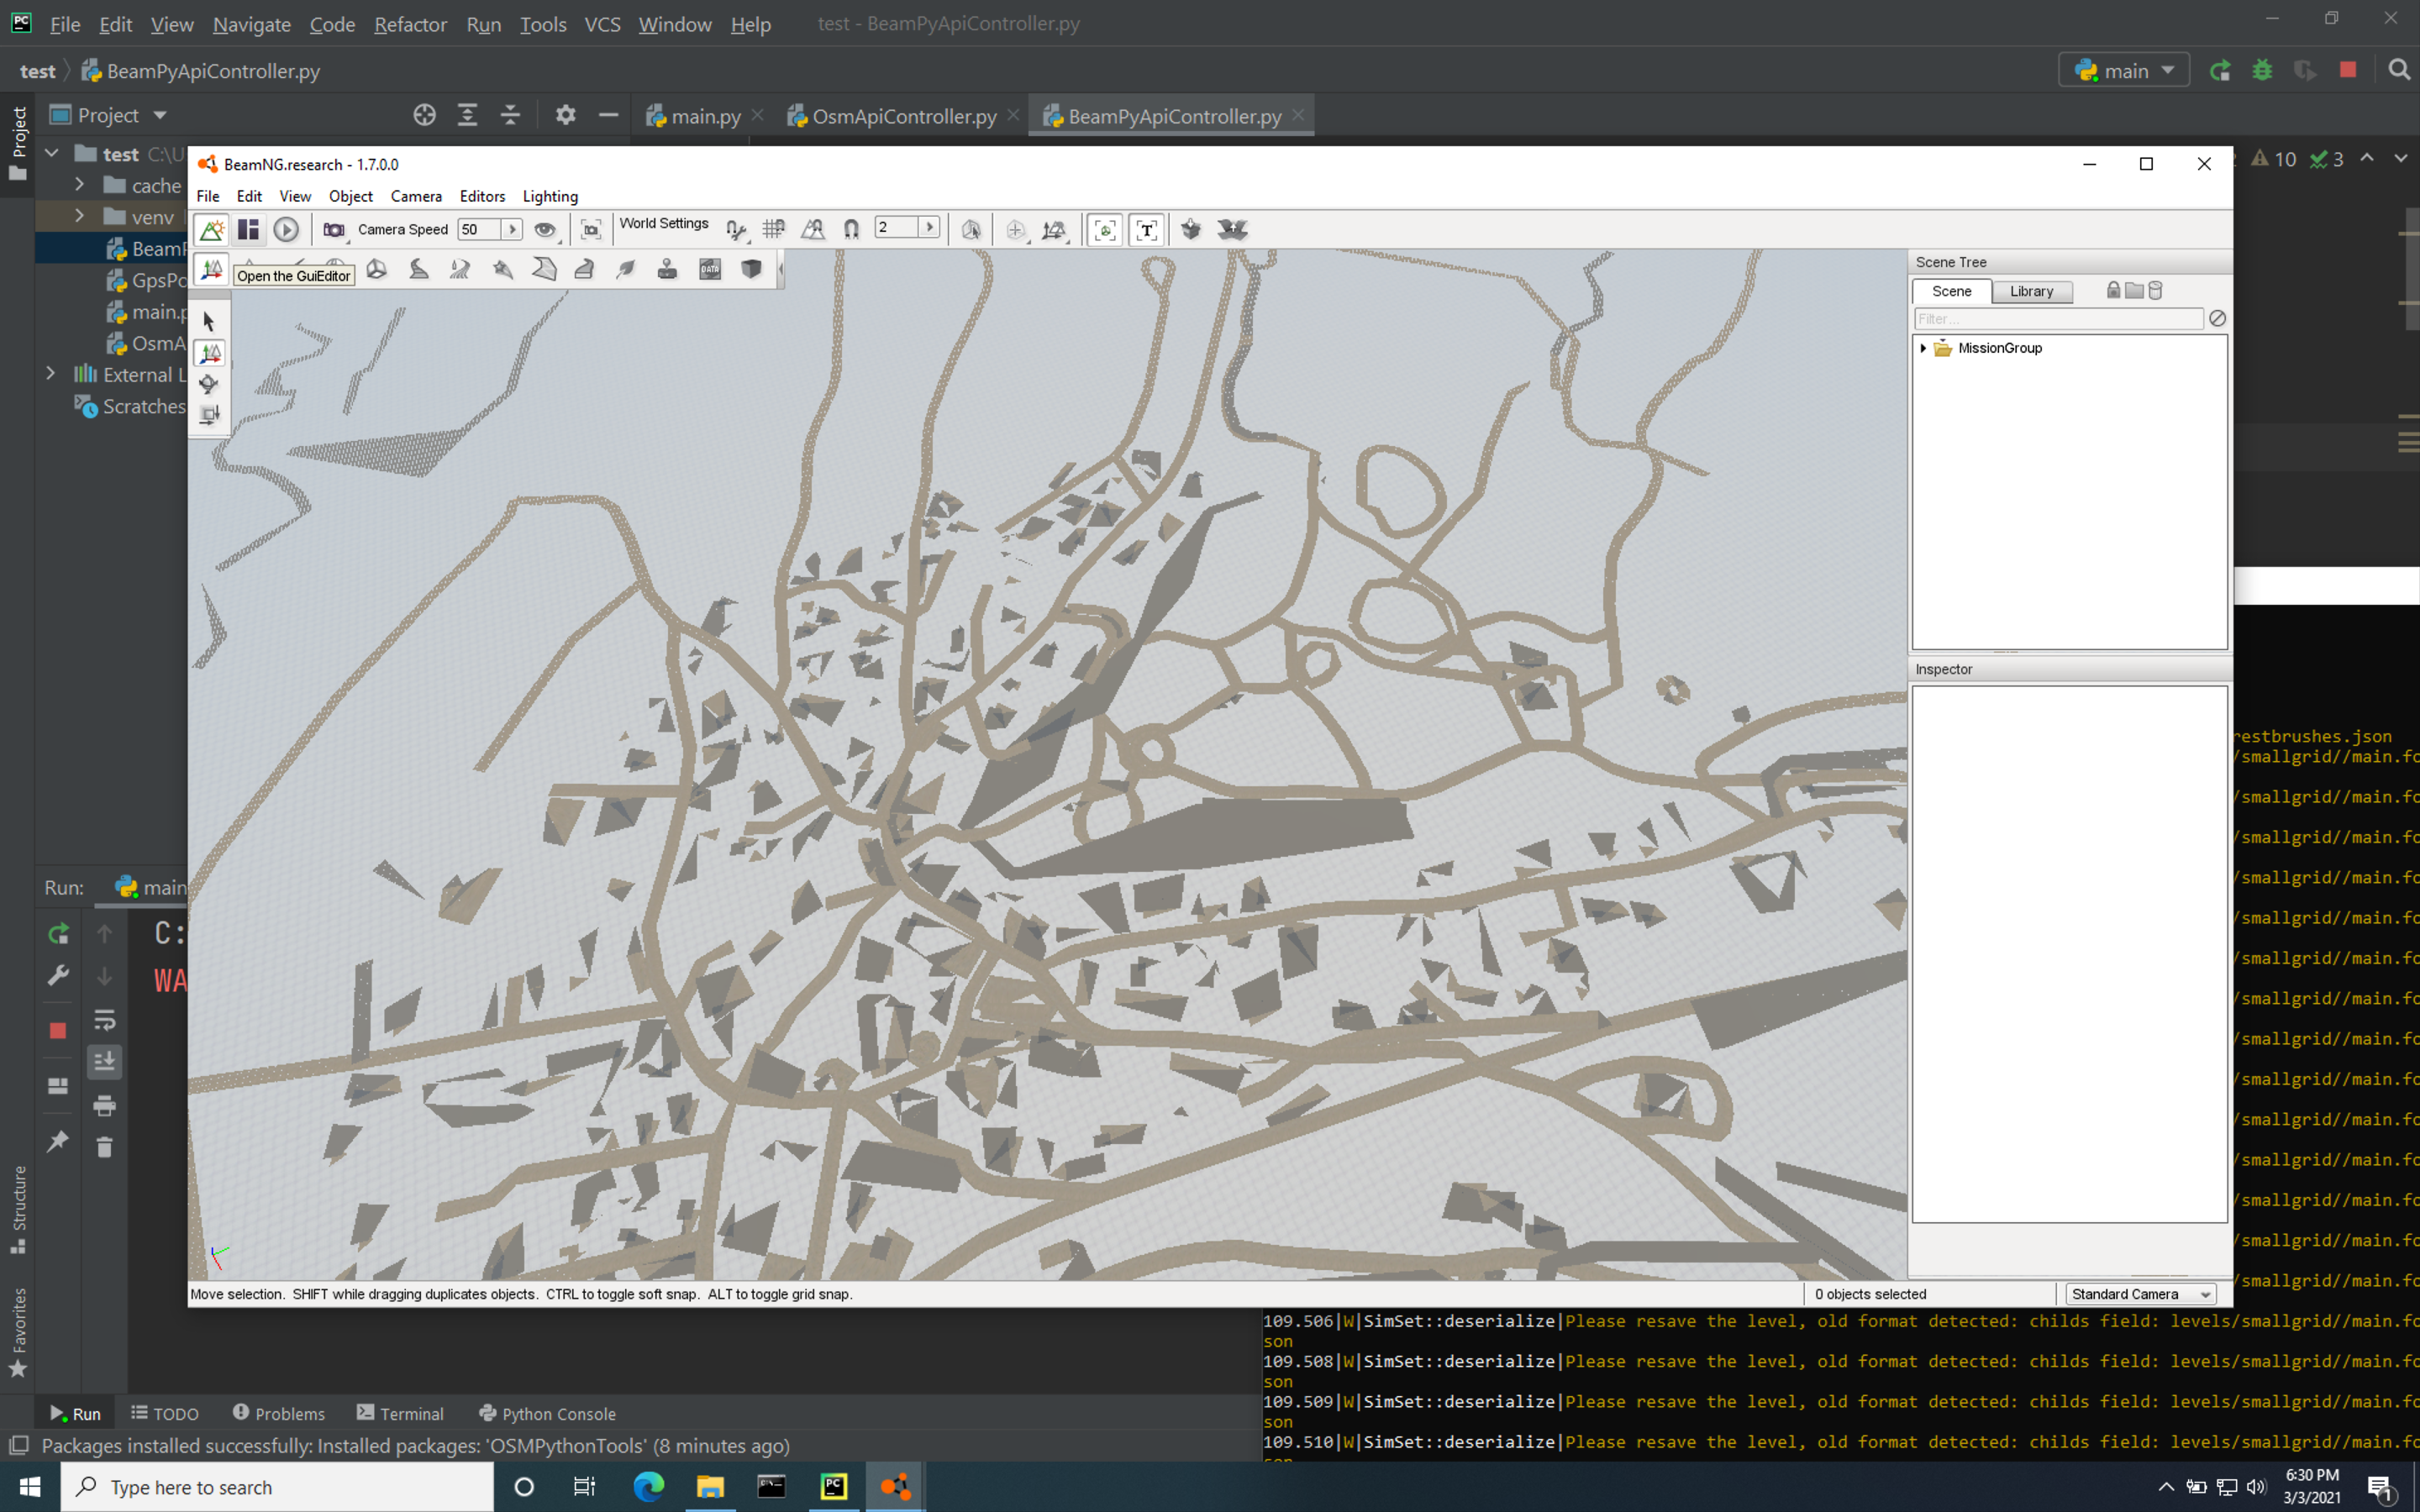 File Edit View Navigate Code Refactor Run Tools VCS Window Help test - BeamPyApiController.py
test BeamPyApiController.py main
Project main.py OsmApiController.py BeamPyApiController.py
Project
test C:\U
cache
venv
BeamP
GpsPo
main.p
OsmA
External L
Scratches
10 3
BeamNG.research - 1.7.0.0
File Edit View Object Camera Editors Lighting
Camera Speed 50 World Settings 2
T
DATA
Open the GuiEditor
Scene Tree
Scene Library
Filter...
MissionGroup
Inspector
Move selection. SHIFT while dragging duplicates objects. CTRL to toggle soft snap. ALT to toggle grid snap. 0 objects selected Standard Camera
restbrushes.json
/smallgrid//main.fo
/smallgrid//main.fo
/smallgrid//main.fo
/smallgrid//main.fo
/smallgrid//main.fo
/smallgrid//main.fo
/smallgrid//main.fo
/smallgrid//main.fo
/smallgrid//main.fo
/smallgrid//main.fo
/smallgrid//main.fo
/smallgrid//main.fo
/smallgrid//main.fo
/smallgrid//main.fo
109.506|W|SimSet::deserialize|Please resave the level, old format detected: childs field: levels/smallgrid//main.fo
son
109.508|W|SimSet::deserialize|Please resave the level, old format detected: childs field: levels/smallgrid//main.fo
son
109.509|W|SimSet::deserialize|Please resave the level, old format detected: childs field: levels/smallgrid//main.fo
son
109.510|W|SimSet::deserialize|Please resave the level, old format detected: childs field: levels/smallgrid//main.fo
Run: main
C:
WA
Structure
Favorites
Run TODO Problems Terminal Python Console
Packages installed successfully: Installed packages: 'OSMPythonTools' (8 minutes ago)
Type here to search
PC
6:30 PM
3/3/2021
1